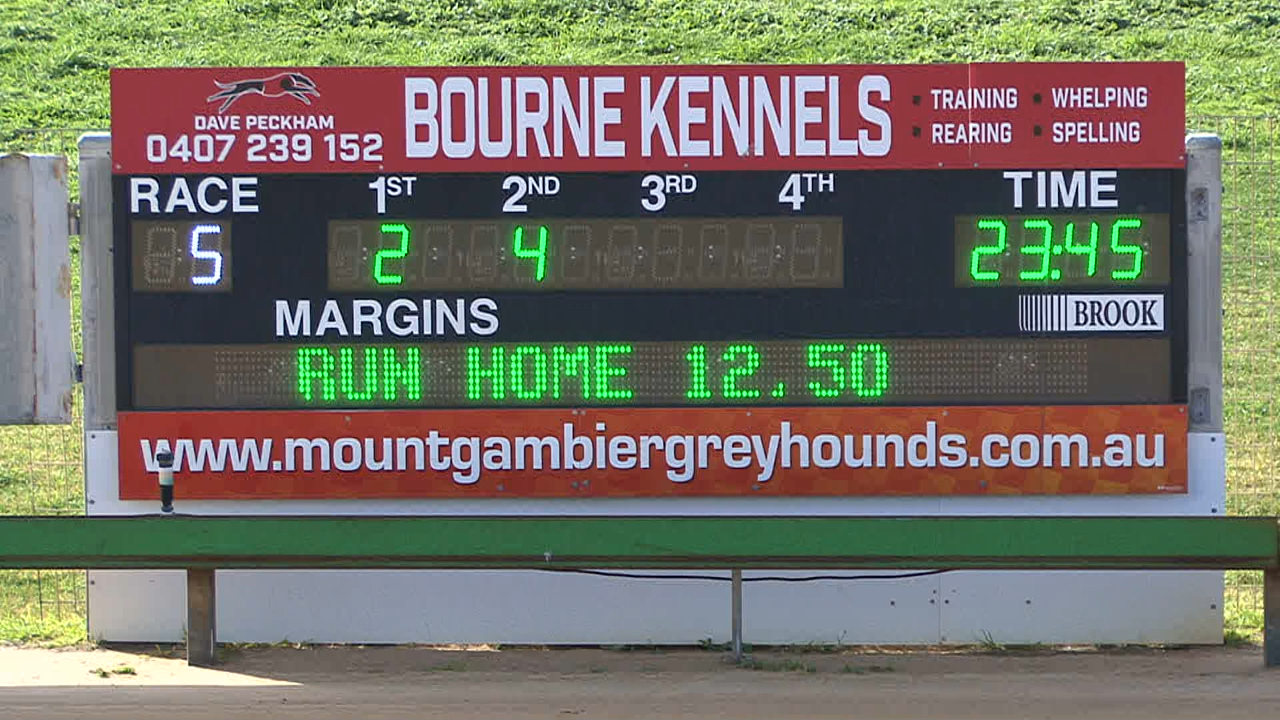 DAVE PECKHAM
0407 239 152
BOURNE KENNELS
TRAINING WHELPING
REARING SPELLING
RACE 1ST 2ND 3RD 4TH TIME
5 2 4 23:45
MARGINS
BROOK
RUN HOME 12.50
www.mountgambiergreyhounds.com.au